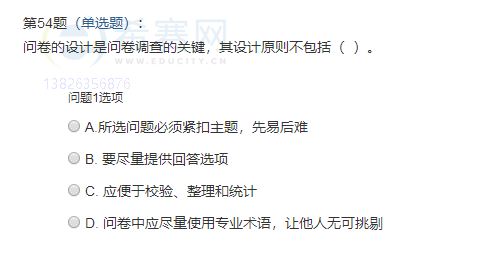 第54题（单选题）：
希赛网
WWW.EDUCITY.CN
问卷的设计是问卷调查的关键，其设计原则不包括（ ）。
13826356876
问题1选项
A.所选问题必须紧扣主题，先易后难
B. 要尽量提供回答选项
C. 应便于校验、整理和统计
D. 问卷中应尽量使用专业术语，让他人无可挑剔